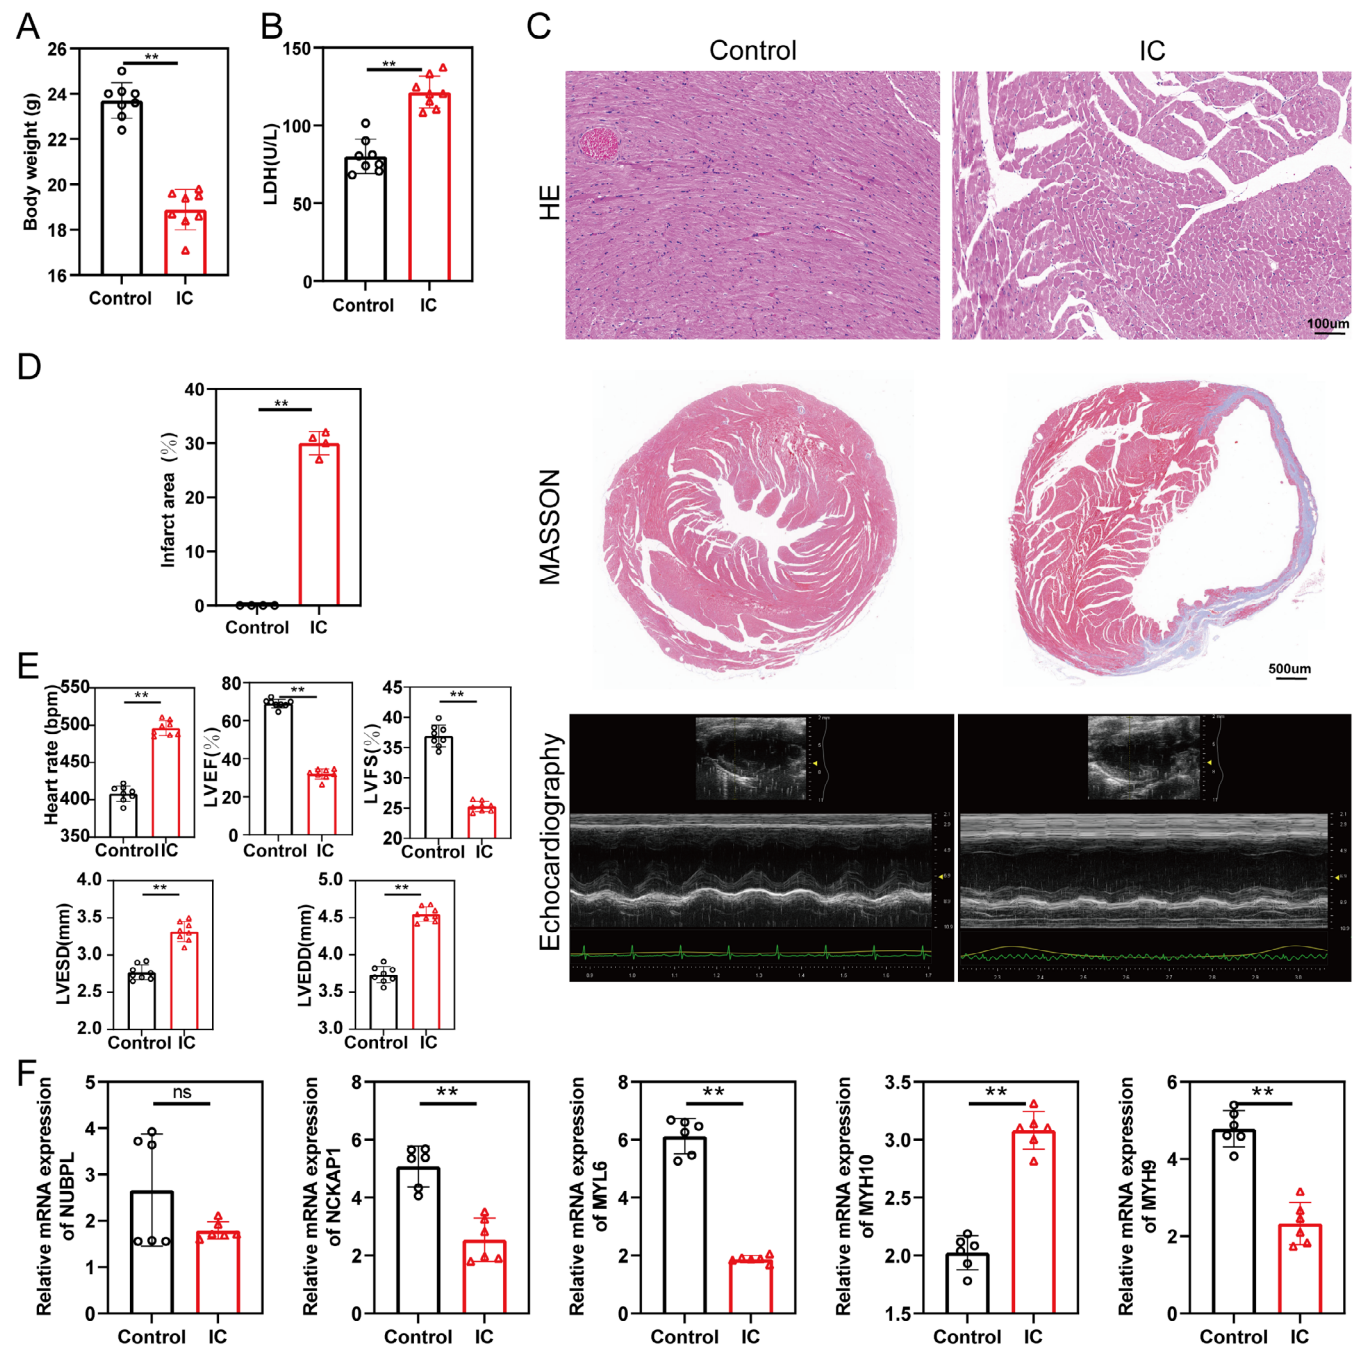 A
Body weight (g)
26
24
22
20
18
16
**
Control IC
B
LDH(U/L)
150
100
50
0
**
Control IC
C
Control IC
HE
100um
MASSON
500um
Echocardiography
D
Infarct area (%)
40
30
20
10
0
**
Control IC
E
Heart rate (bpm)
550
500
450
400
350
**
Control IC
LVEF(%)
80
60
40
20
0
**
Control IC
LVFS(%)
45
40
35
30
25
20
**
Control IC
LVESD(mm)
4.0
3.5
3.0
2.5
2.0
**
Control IC
LVEDD(mm)
5.0
4.5
4.0
3.5
3.0
**
Control IC
F
Relative mRNA expression
of NUBPL
5
4
3
2
1
0
ns
Control IC
Relative mRNA expression
of NCKAP1
8
6
4
2
0
**
Control IC
Relative mRNA expression
of MYL6
8
6
4
2
0
**
Control IC
Relative mRNA expression
of MYH10
3.5
3.0
2.5
2.0
1.5
**
Control IC
Relative mRNA expression
of MYH9
6
4
2
0
**
Control IC